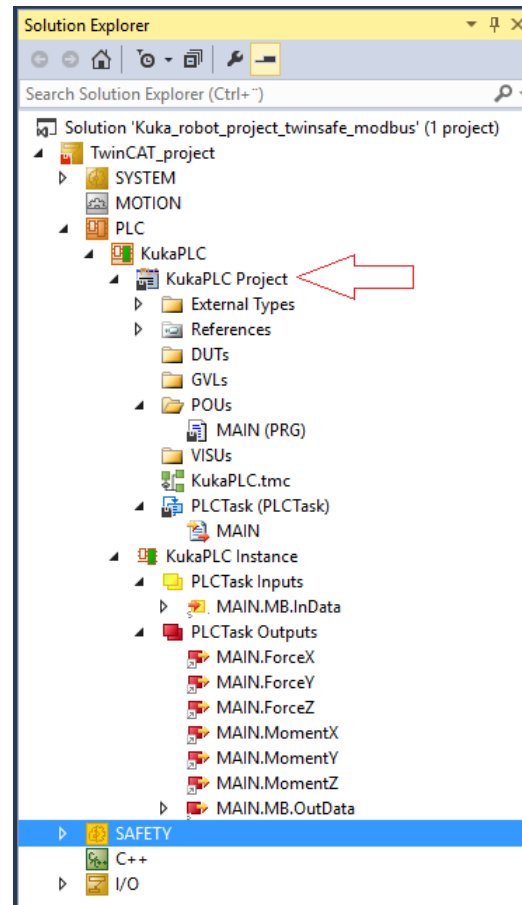 Solution Explorer
Search Solution Explorer (Ctrl+¨)
Solution 'Kuka_robot_project_twinsafe_modbus' (1 project)
TwinCAT_project
SYSTEM
MOTION
PLC
KukaPLC
KukaPLC Project
External Types
References
DUTs
GVLs
POUs
MAIN (PRG)
VISUs
KukaPLC.tmc
PLCTask (PLCTask)
MAIN
KukaPLC Instance
PLCTask Inputs
MAIN.MB.InData
PLCTask Outputs
MAIN.ForceX
MAIN.ForceY
MAIN.ForceZ
MAIN.MomentX
MAIN.MomentY
MAIN.MomentZ
MAIN.MB.OutData
SAFETY
C++
I/O